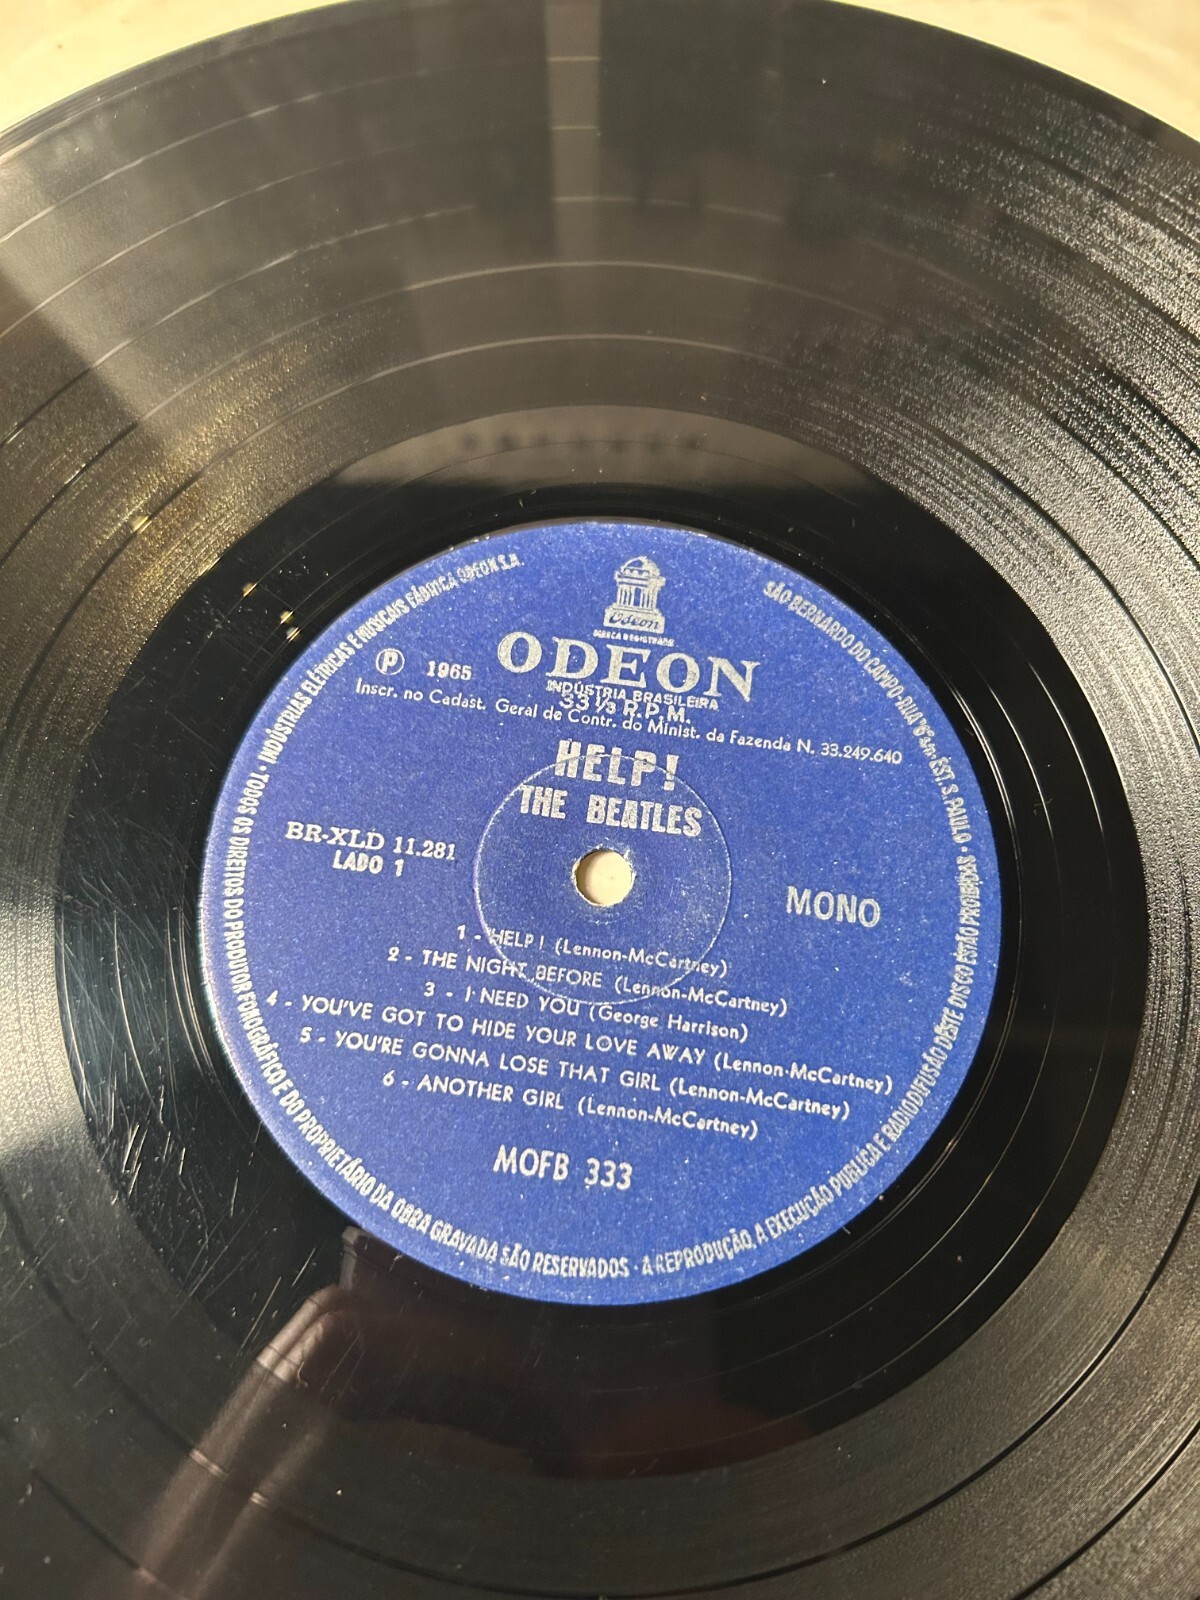 Odeon
MARCA REGISTRADA
ODEON
INDÚSTRIA BRASILEIRA
33 ⅓ R.P.M.
Ⓟ 1965
Inscr. no Cadast. Geral de Contr. do Minist. da Fazenda N. 33.249.640
HELP!
THE BEATLES
BR-XLD 11.281
LADO 1
MONO
1 - HELP! (Lennon-McCartney)
2 - THE NIGHT BEFORE (Lennon-McCartney)
3 - I NEED YOU (George Harrison)
4 - YOU'VE GOT TO HIDE YOUR LOVE AWAY (Lennon-McCartney)
5 - YOU'RE GONNA LOSE THAT GIRL (Lennon-McCartney)
6 - ANOTHER GIRL (Lennon-McCartney)
MOFB 333
INDÚSTRIAS ELÉTRICAS E MUSICAIS FÁBRICA ODEON S.A.
SÃO BERNARDO DO CAMPO - RUA EST. S. PAULO •
TODOS OS DIREITOS DO PRODUTOR FONOGRÁFICO E DO PROPRIETÁRIO DA OBRA GRAVADA SÃO RESERVADOS · A REPRODUÇÃO, A EXECUÇÃO PÚBLICA E RADIODIFUSÃO DESTE DISCO ESTÃO PROIBIDAS •